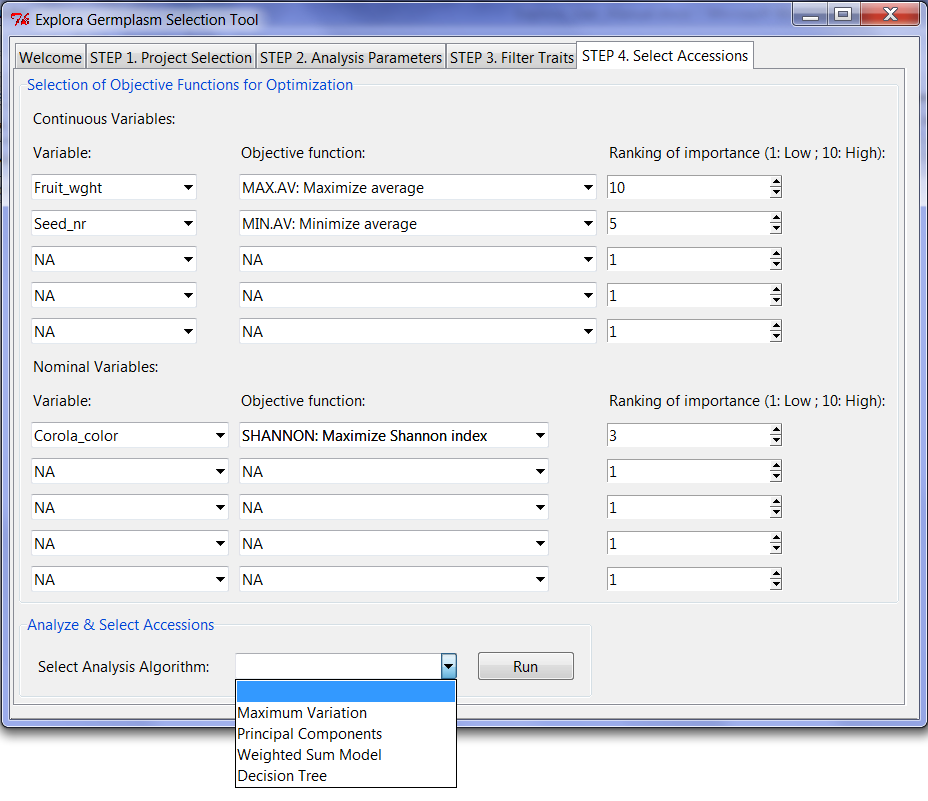 Explora Germplasm Selection Tool
Welcome STEP 1. Project Selection STEP 2. Analysis Parameters STEP 3. Filter Traits STEP 4. Select Accessions
Selection of Objective Functions for Optimization
Continuous Variables:
Variable: Objective function: Ranking of importance (1: Low ; 10: High):
Fruit_wght MAX.AV: Maximize average 10
Seed_nr MIN.AV: Minimize average 5
NA NA 1
NA NA 1
NA NA 1
Nominal Variables:
Variable: Objective function: Ranking of importance (1: Low ; 10: High):
Corola_color SHANNON: Maximize Shannon index 3
NA NA 1
NA NA 1
NA NA 1
NA NA 1
Analyze & Select Accessions
Select Analysis Algorithm: Run
Maximum Variation
Principal Components
Weighted Sum Model
Decision Tree